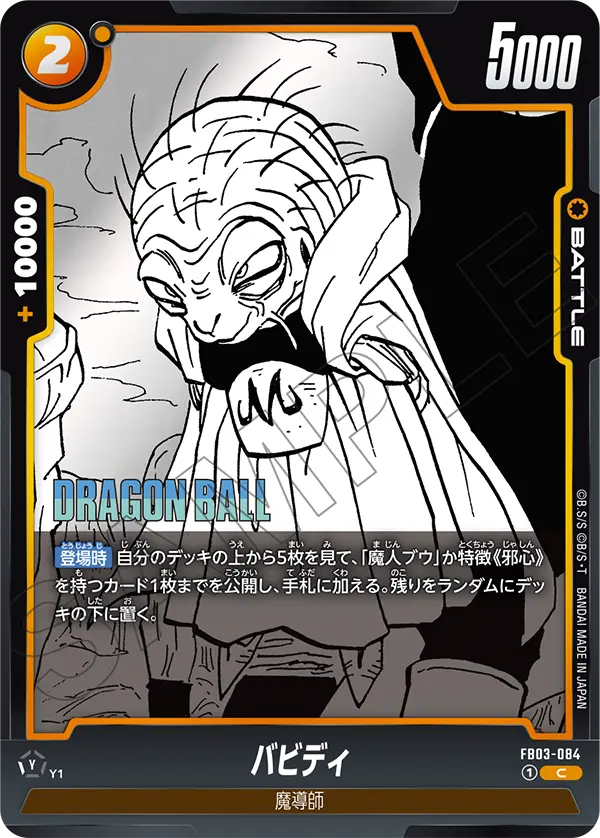 2
5000
+10000
BATTLE
SAMPLE
M
DRAGON BALL
登場時 自分のデッキの上から5枚を見て、「魔人ブウ」か特徴《邪心》
を持つカード1枚までを公開し、手札に加える。残りをランダムにデッ
キの下に置く。
©B.S/S ©B/S・T BANDAI MADE IN JAPAN
Y Y1
バビディ
FB03-084
1 C
魔導師